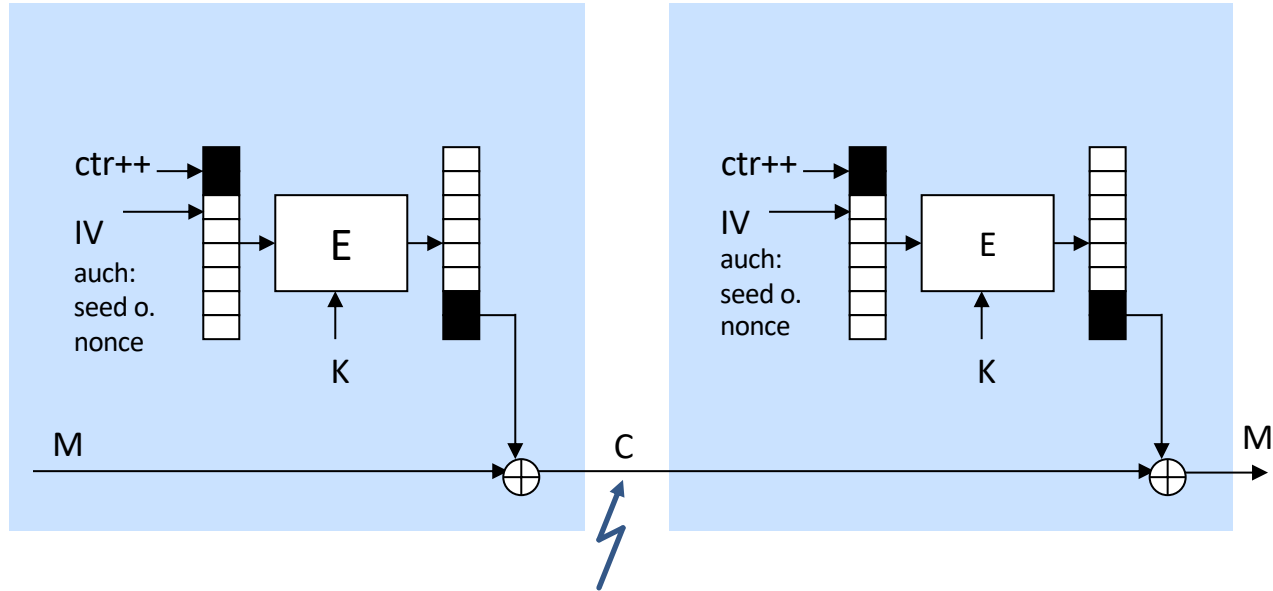 ctr++
IV
auch:
seed o.
nonce
E
K
M
C
ctr++
IV
auch:
seed o.
nonce
E
K
M